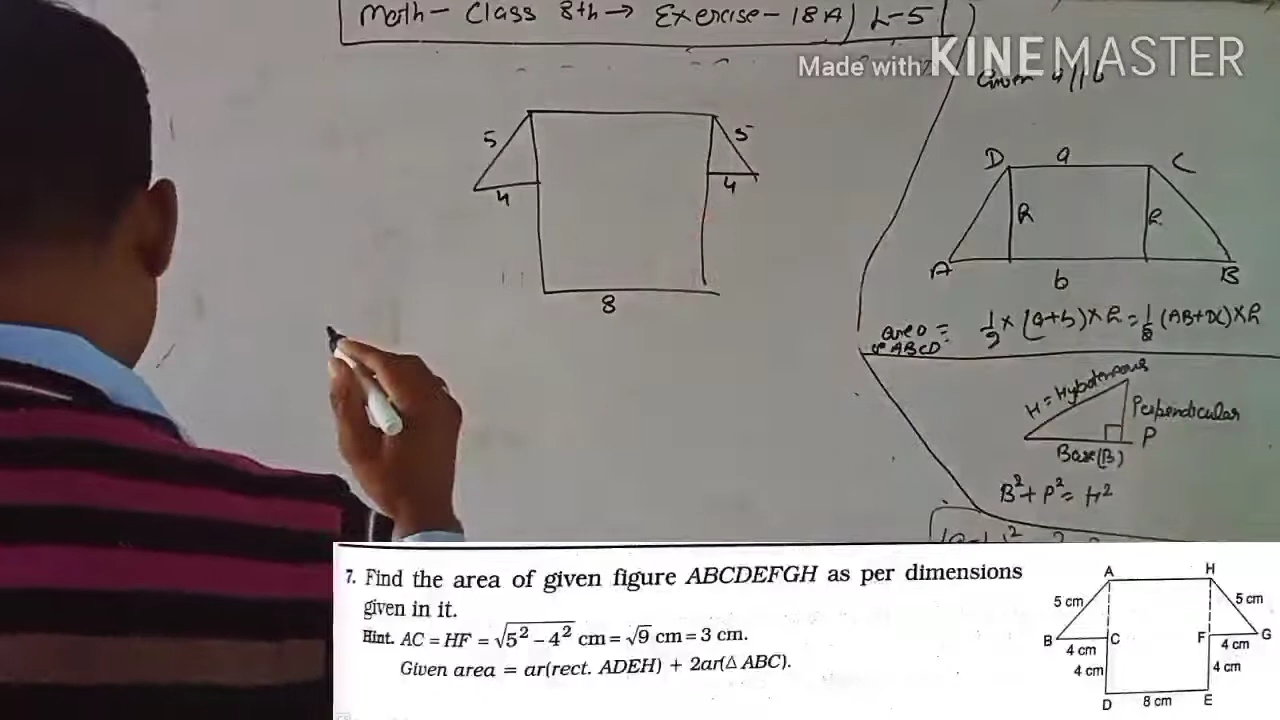 Math - Class 8th → Exercise - 18A) L-5
Made with KINEMASTER
Given a||b
5
4
5
4
8
D a C
h
h
A b B
area of ABCD = 1/2 × (a+b) × h = 1/2 (AB+DC) × h
H = Hybotenous
Perpendicular
P
Base (B)
B² + P² = H²
7. Find the area of given figure ABCDEFGH as per dimensions
given in it.
Hint. AC = HF = √5² – 4² cm = √9 cm = 3 cm.
Given area = ar(rect. ADEH) + 2ar(Δ ABC).
A H
5 cm 5 cm
B C F G
4 cm 4 cm
4 cm 4 cm
D 8 cm E